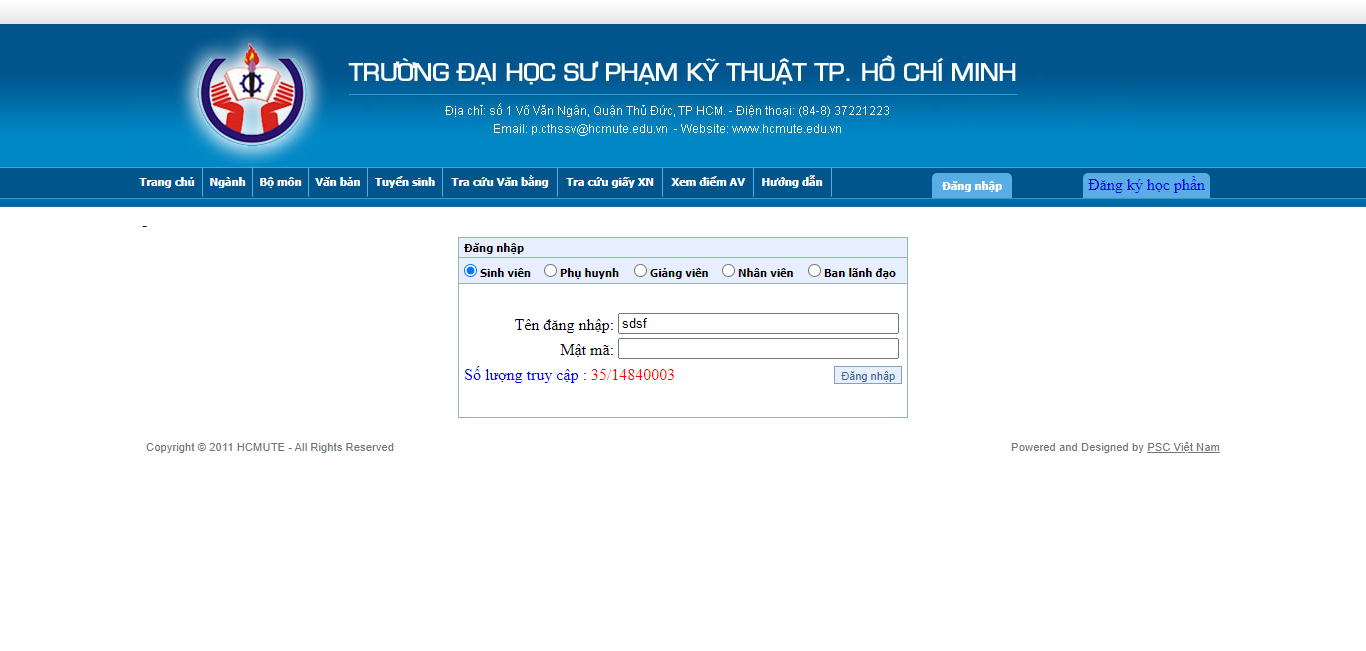 TRƯỜNG ĐẠI HỌC SƯ PHẠM KỸ THUẬT TP. HỒ CHÍ MINH
Địa chỉ: số 1 Võ Văn Ngân, Quận Thủ Đức, TP HCM. - Điện thoại: (84-8) 37221223
Email: p.cthssv@hcmute.edu.vn - Website: www.hcmute.edu.vn
Trang chủ Ngành Bộ môn Văn bản Tuyển sinh Tra cứu Văn bằng Tra cứu giấy XN Xem điểm AV Hướng dẫn Đăng nhập Đăng ký học phần
-
Đăng nhập
Sinh viên Phụ huynh Giảng viên Nhân viên Ban lãnh đạo
Tên đăng nhập: sdsf
Mật mã:
Số lượng truy cập : 35/14840003 Đăng nhập
Copyright © 2011 HCMUTE - All Rights Reserved Powered and Designed by PSC Việt Nam